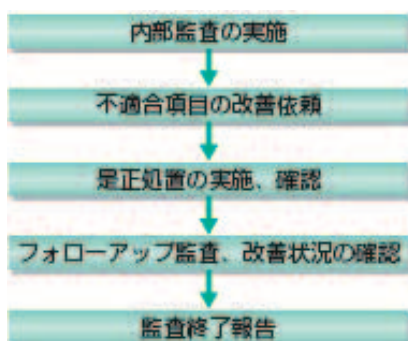 内部監査の実施
不適合項目の改善依頼
是正処置の実施、確認
フォローアップ監査、改善状況の確認
監査終了報告